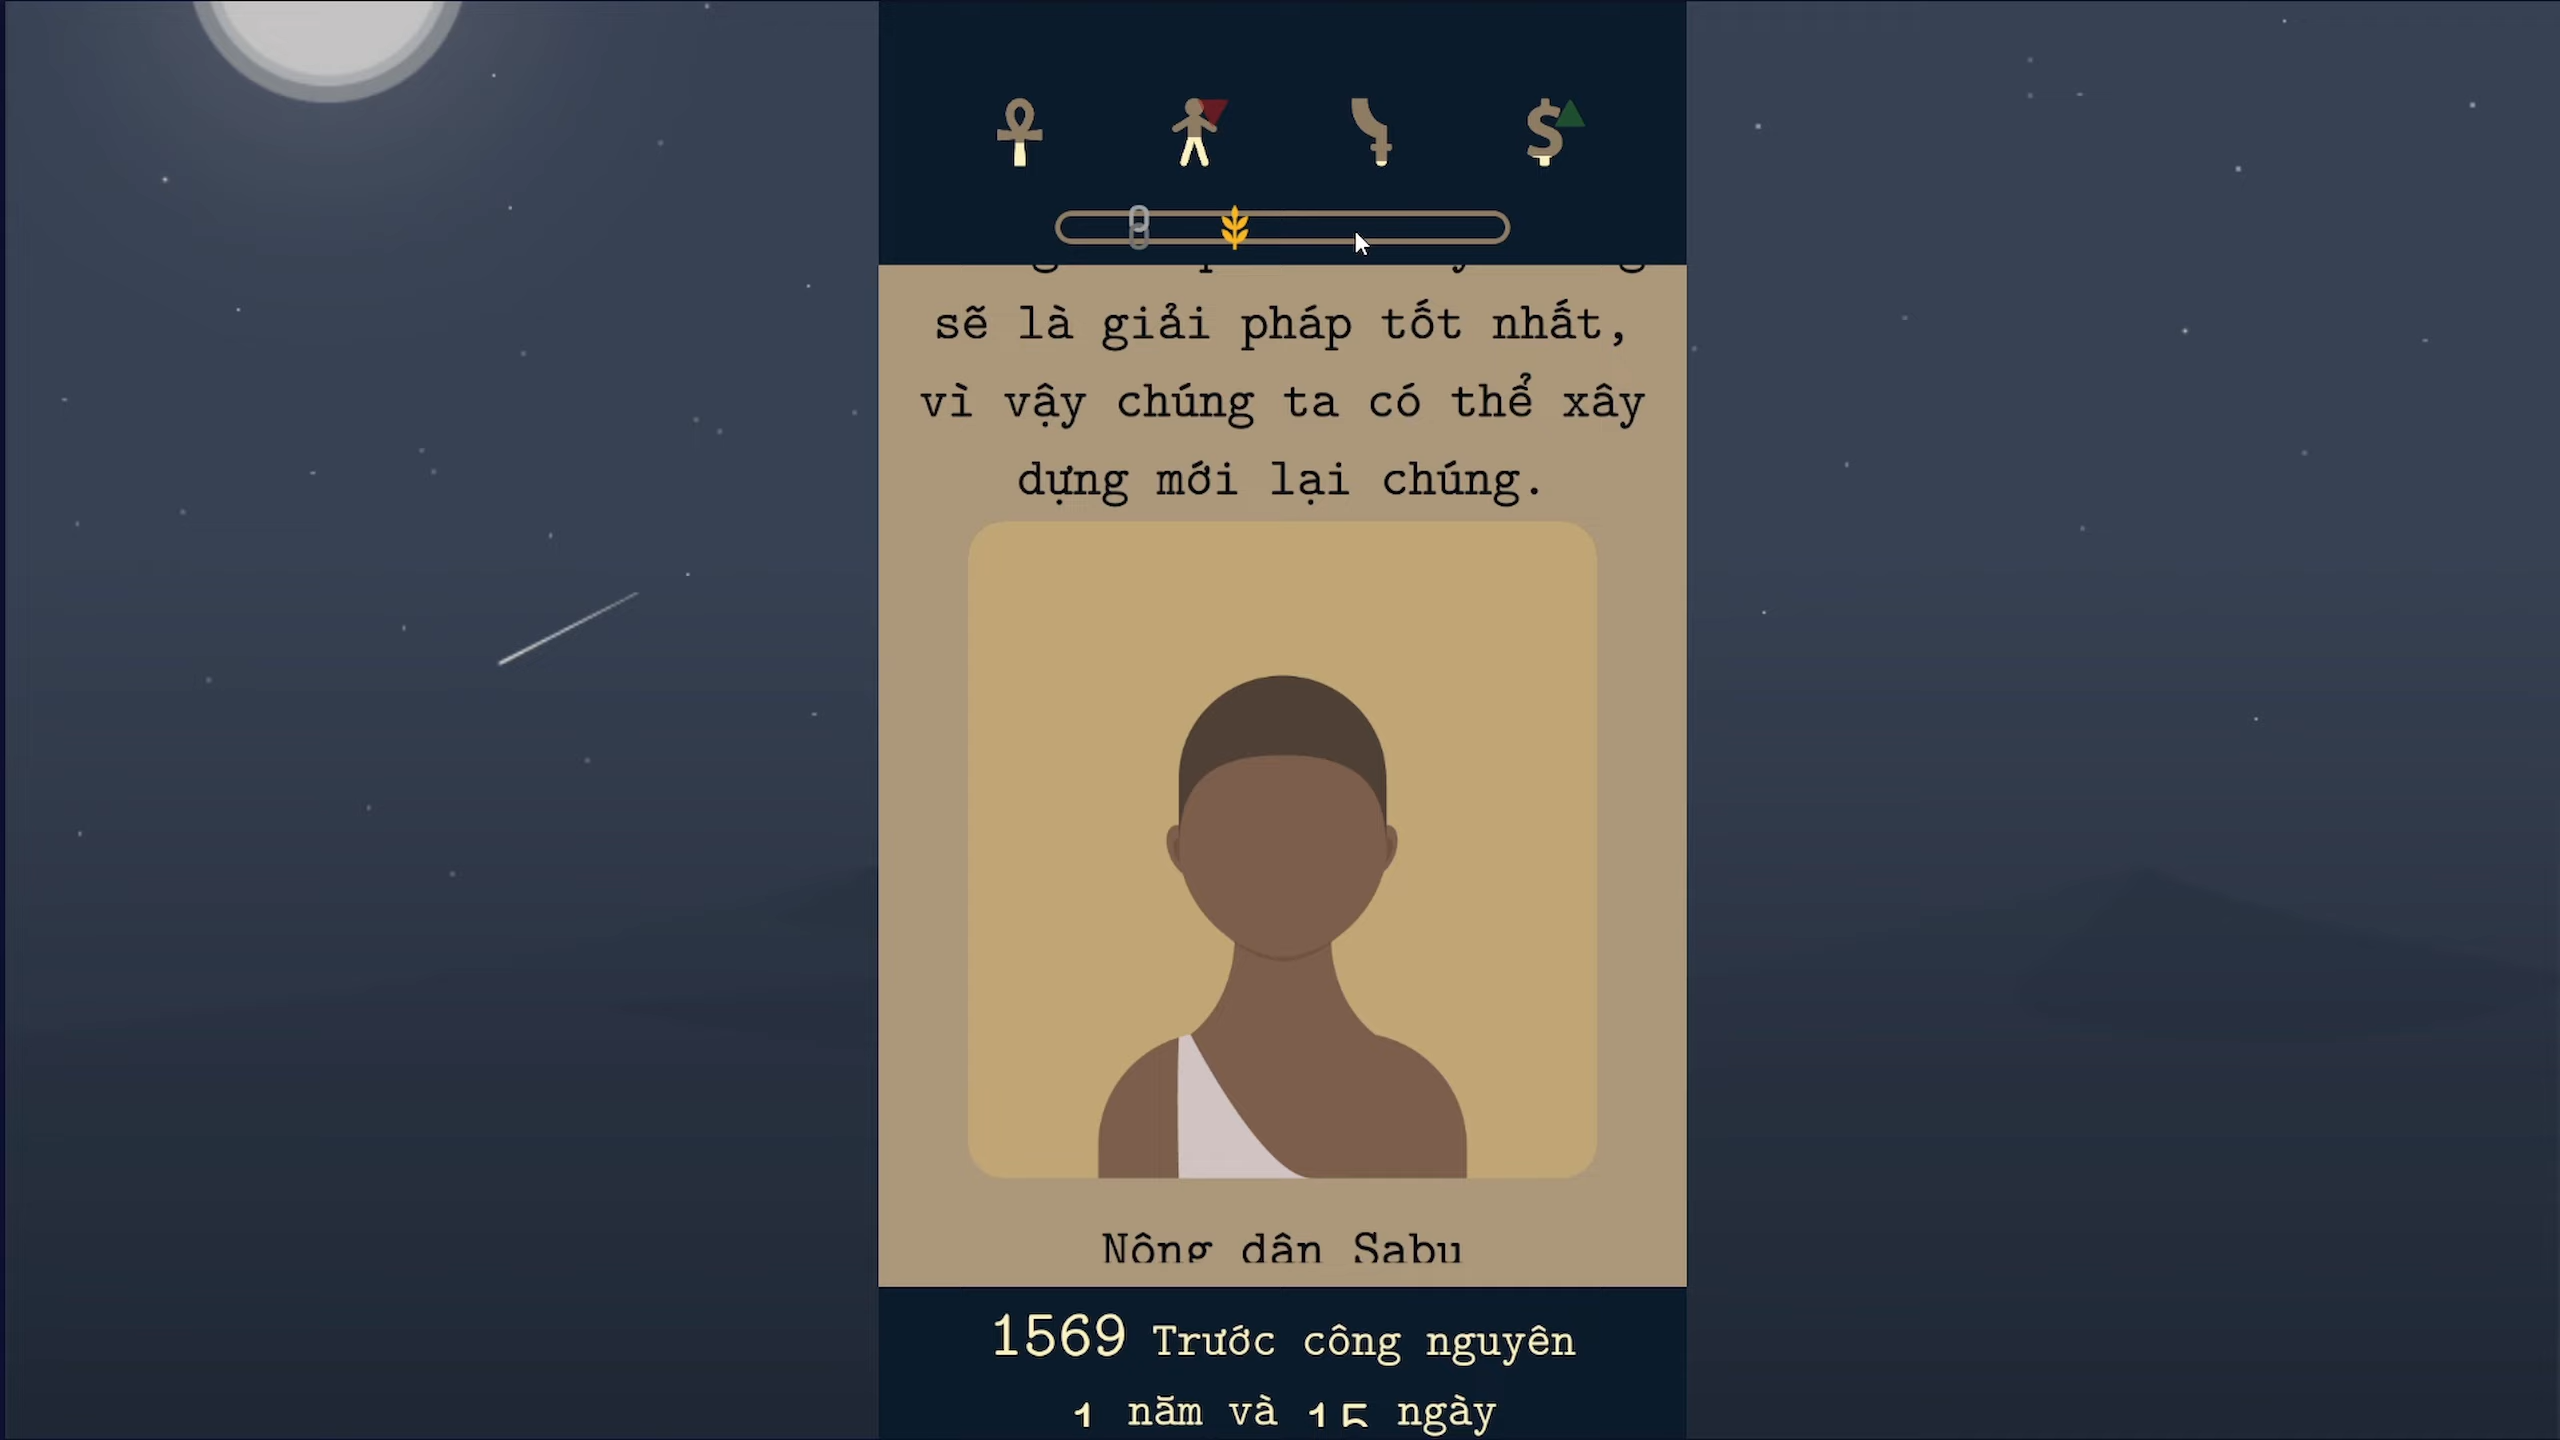 sẽ là giải pháp tốt nhất,
vì vậy chúng ta có thể xây
dựng mới lại chúng.
Nông dân Sabu
1569 Trước công nguyên
1 năm và 15 ngày